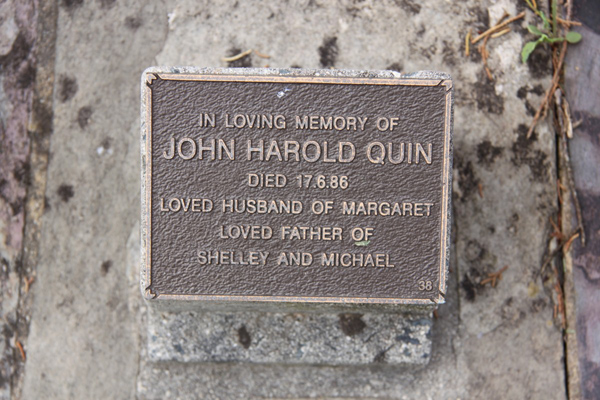 IN LOVING MEMORY OF
JOHN HAROLD QUIN
DIED 17.6.86
LOVED HUSBAND OF MARGARET
LOVED FATHER OF
SHELLEY AND MICHAEL
38